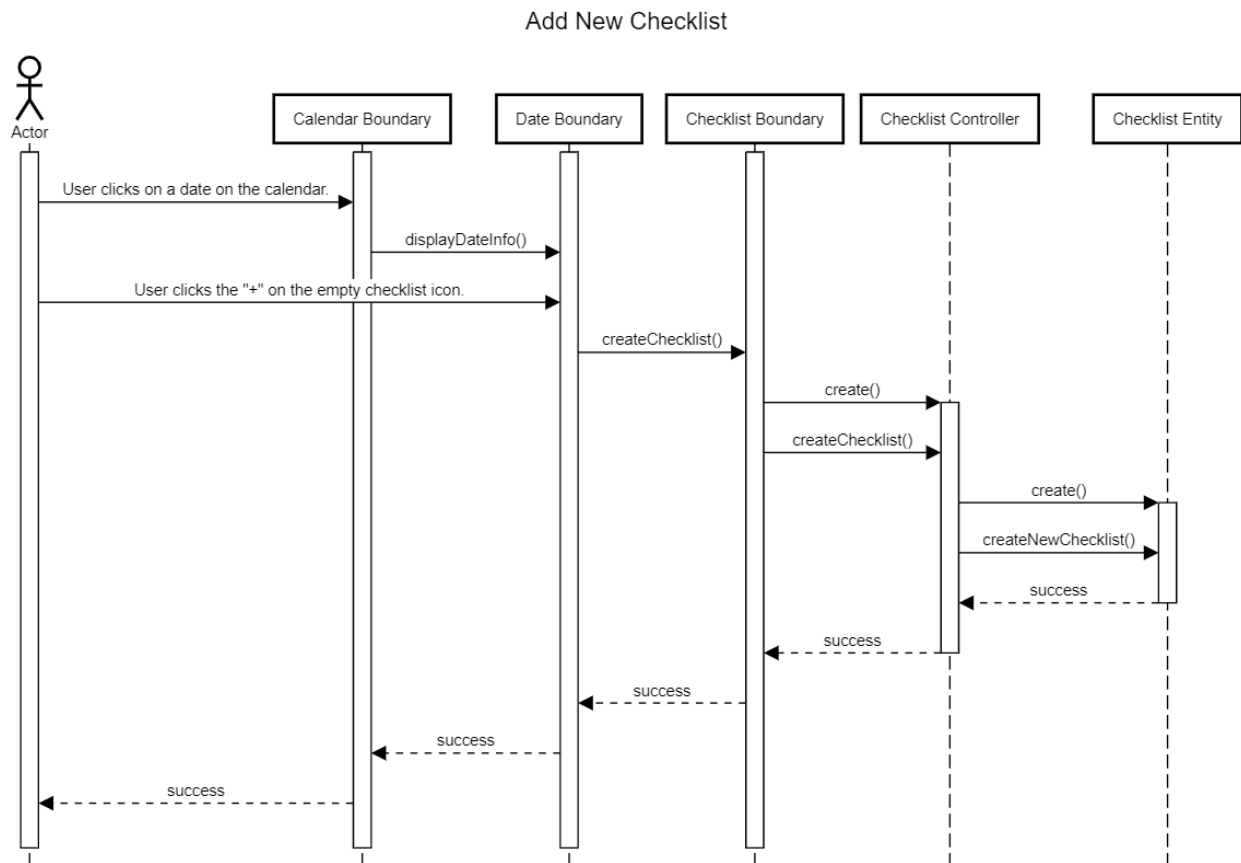 Add New Checklist
Actor
Calendar Boundary
Date Boundary
Checklist Boundary
Checklist Controller
Checklist Entity
User clicks on a date on the calendar.
displayDateInfo()
User clicks the "+" on the empty checklist icon.
createChecklist()
create()
createChecklist()
create()
createNewChecklist()
success
success
success
success
success